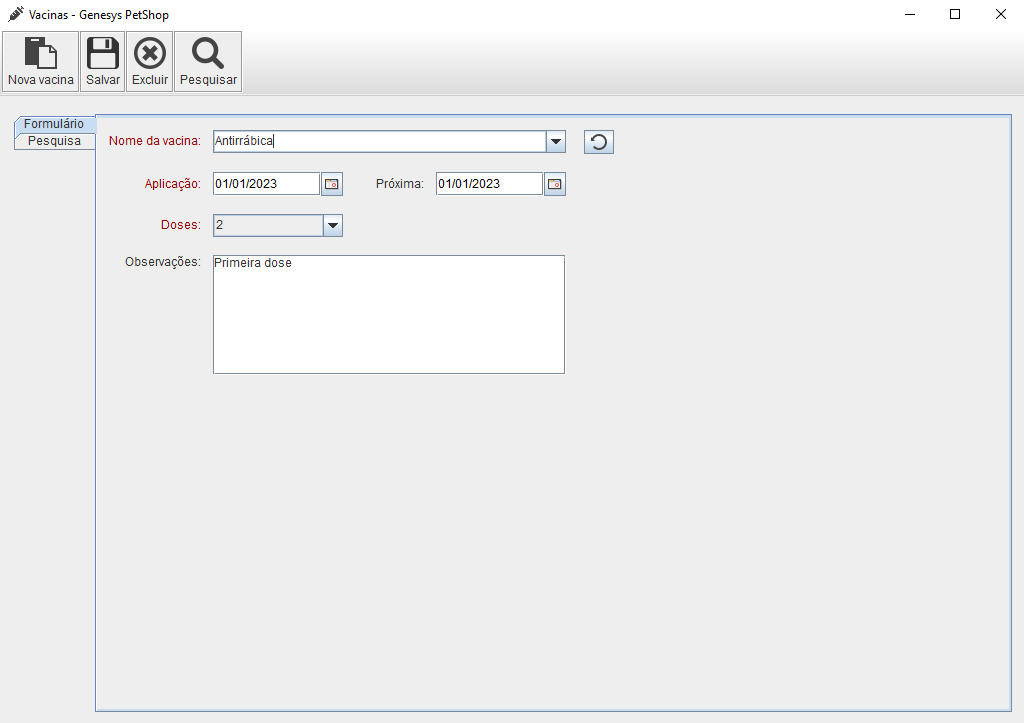 Vacinas - Genesys PetShop
Nova vacina Salvar Excluir Pesquisar
Formulário
Pesquisa
Nome da vacina: Antirrábica
Aplicação: 01/01/2023 Próxima: 01/01/2023
Doses: 2
Observações: Primeira dose